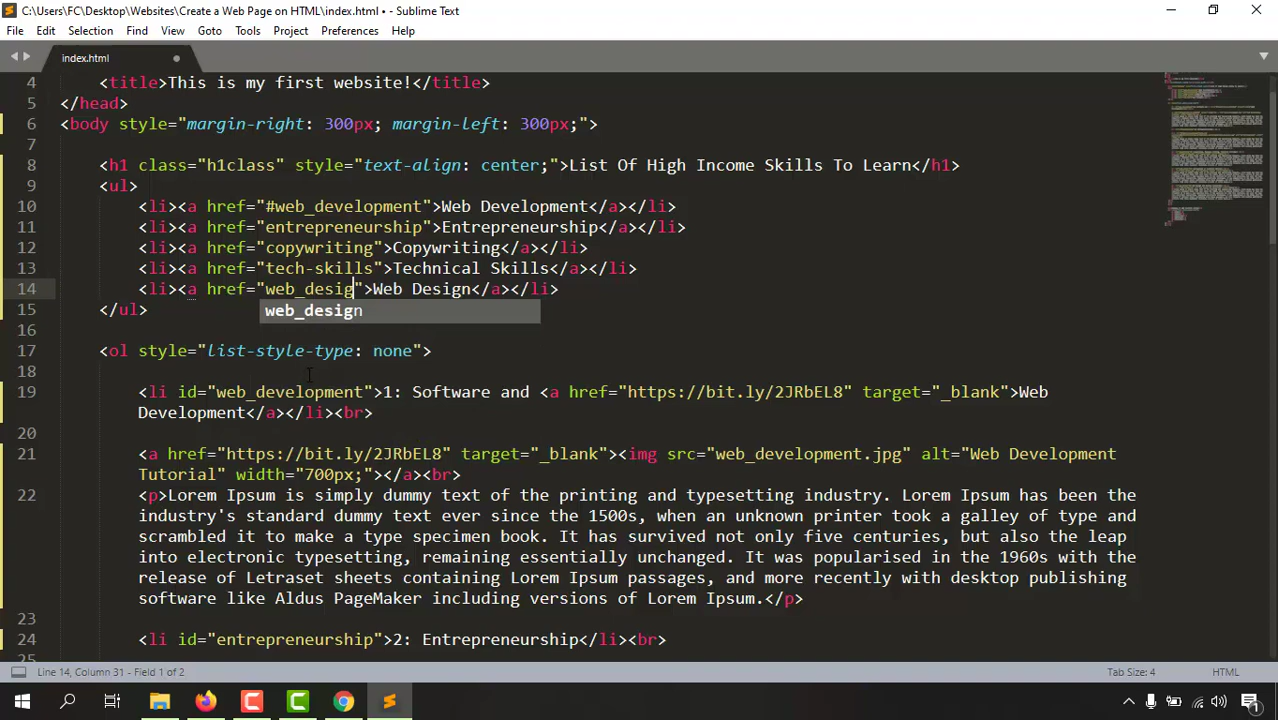 C:\Users\FC\Desktop\Websites\Create a Web Page on HTML\index.html • - Sublime Text
File Edit Selection Find View Goto Tools Project Preferences Help
index.html
4 <title>This is my first website!</title>
5 </head>
6 <body style="margin-right: 300px; margin-left: 300px;">
7
8 <h1 class="h1class" style="text-align: center;">List Of High Income Skills To Learn</h1>
9 <ul>
10 <li><a href="#web_development">Web Development</a></li>
11 <li><a href="entrepreneurship">Entrepreneurship</a></li>
12 <li><a href="copywriting">Copywriting</a></li>
13 <li><a href="tech-skills">Technical Skills</a></li>
14 <li><a href="web_desig">Web Design</a></li>
web_design
15 </ul>
16
17 <ol style="list-style-type: none">
18
19 <li id="web_development">1: Software and <a href="https://bit.ly/2JRbEL8" target="_blank">Web
Development</a></li><br>
20
21 <a href="https://bit.ly/2JRbEL8" target="_blank"><img src="web_development.jpg" alt="Web Development
Tutorial" width="700px;"></a><br>
22 <p>Lorem Ipsum is simply dummy text of the printing and typesetting industry. Lorem Ipsum has been the
industry's standard dummy text ever since the 1500s, when an unknown printer took a galley of type and
scrambled it to make a type specimen book. It has survived not only five centuries, but also the leap
into electronic typesetting, remaining essentially unchanged. It was popularised in the 1960s with the
release of Letraset sheets containing Lorem Ipsum passages, and more recently with desktop publishing
software like Aldus PageMaker including versions of Lorem Ipsum.</p>
23
24 <li id="entrepreneurship">2: Entrepreneurship</li><br>
Line 14, Column 31 - Field 1 of 2
Tab Size: 4
HTML
1